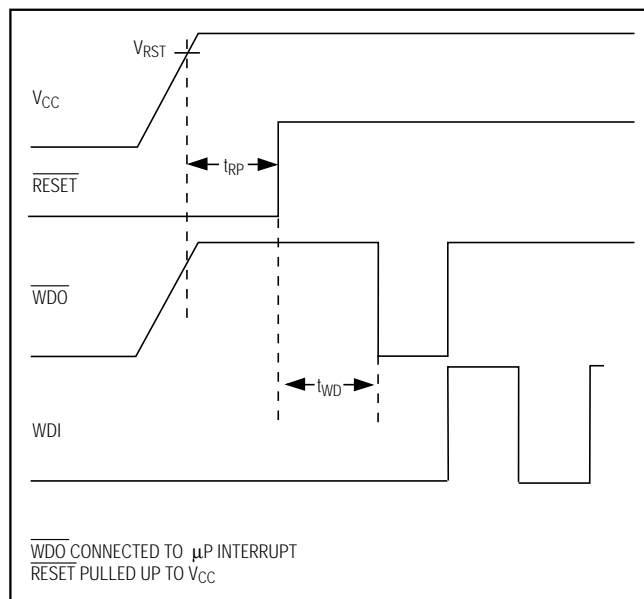 VRST
VCC
tRP
RESET
WDO
tWD
WDI
WDO CONNECTED TO μP INTERRUPT
RESET PULLED UP TO VCC